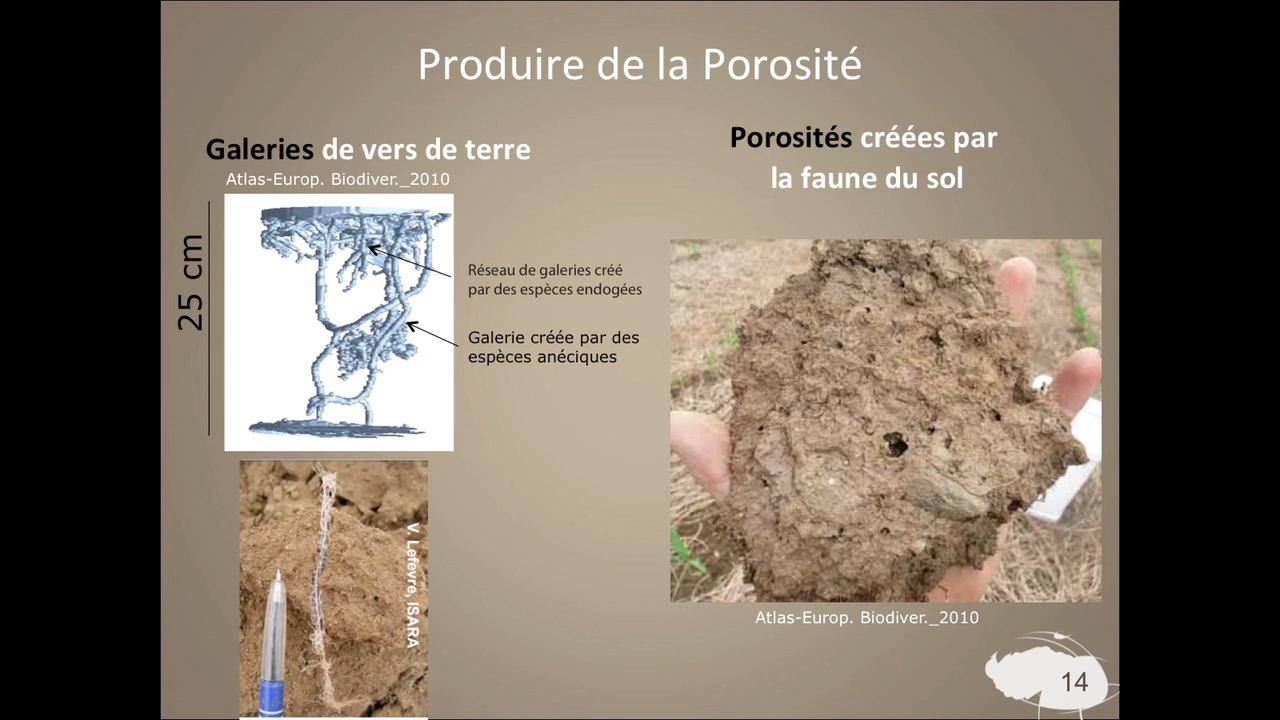 Produire de la Porosité
Galeries de vers de terre
Atlas-Europ. Biodiver._2010
25 cm
Réseau de galeries créé
par des espèces endogées
Galerie créée par des
espèces anéciques
V. Lefevre, ISARA
Porosités créées par
la faune du sol
Atlas-Europ. Biodiver._2010
14